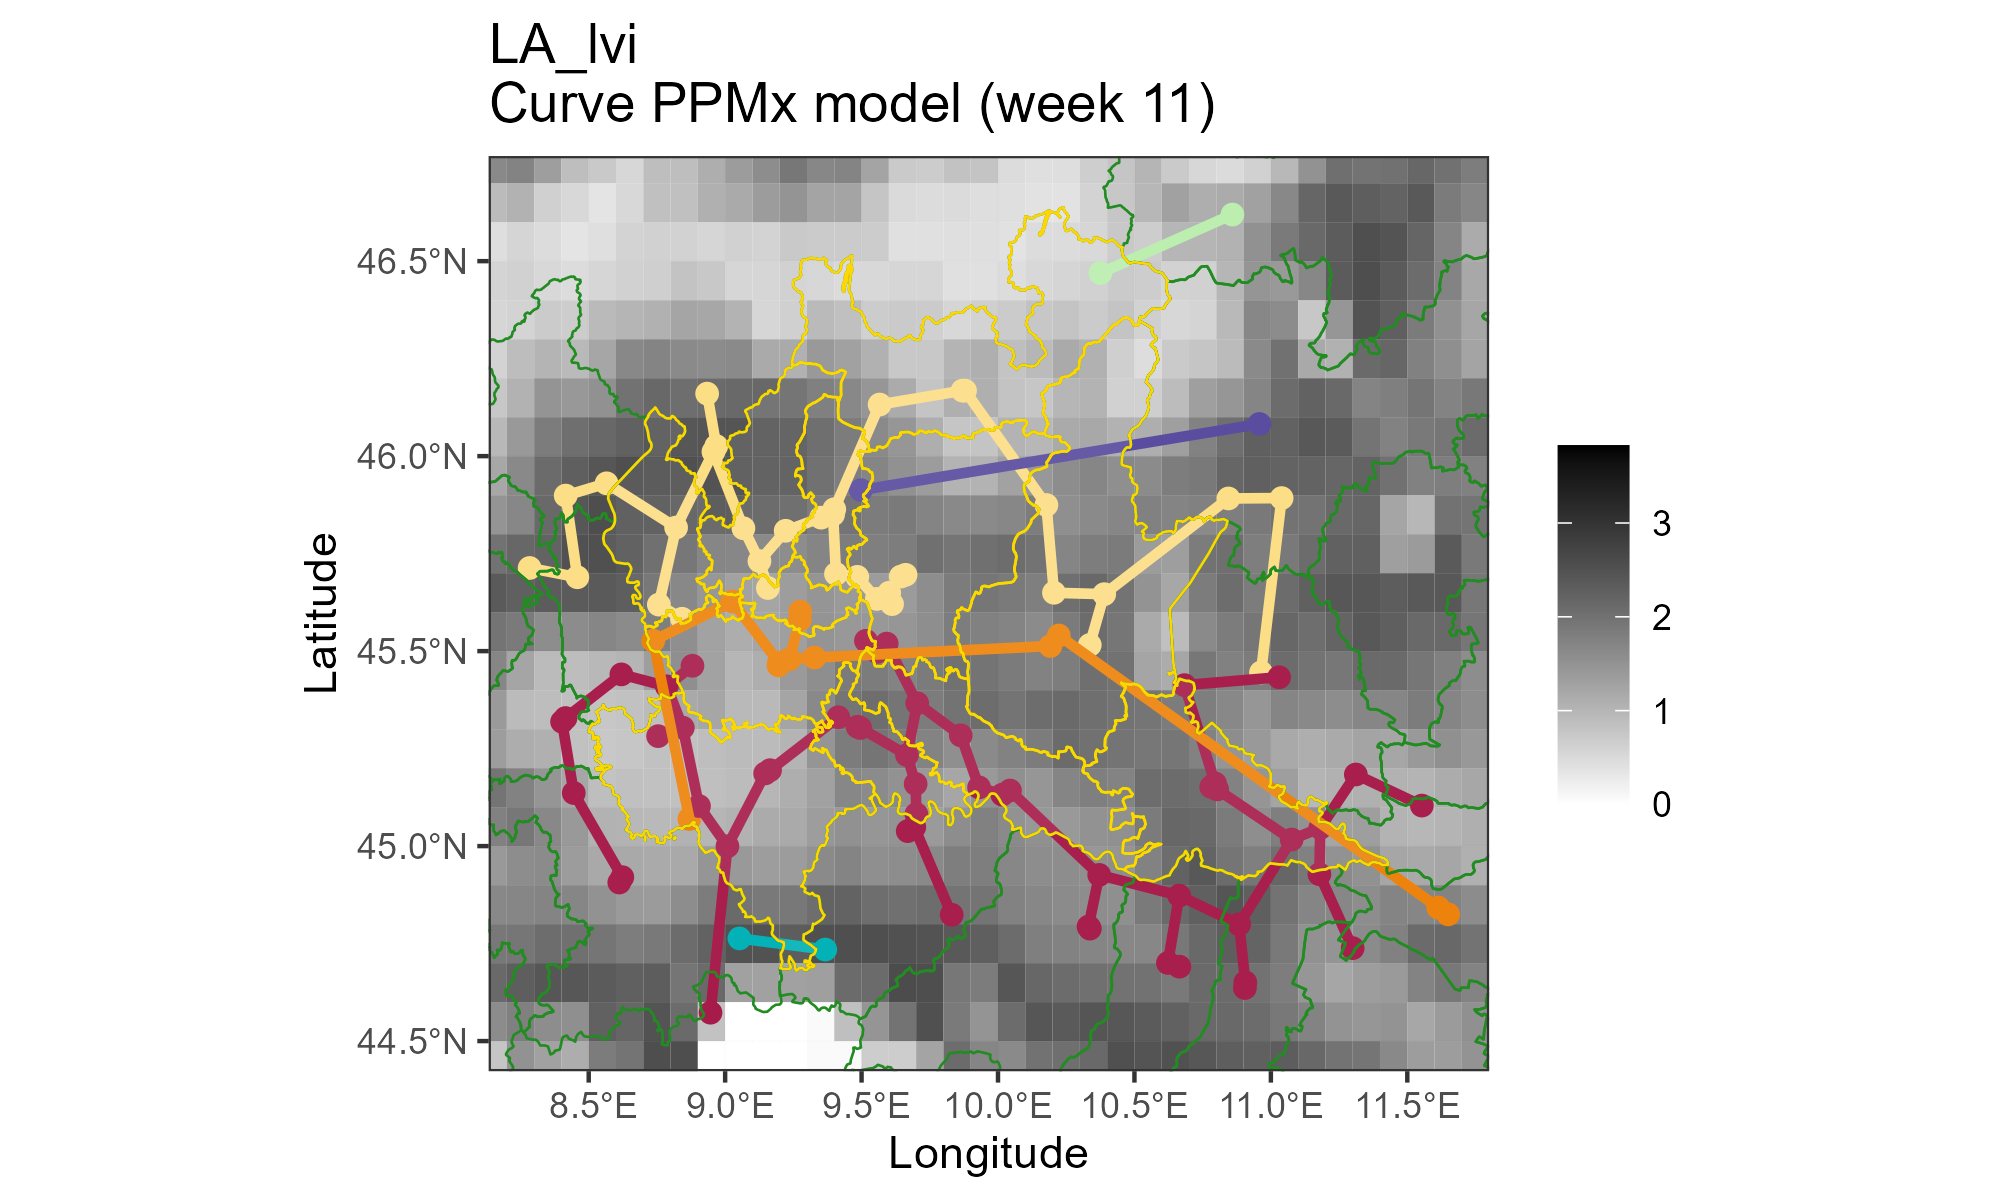 LA_lvi
Curve PPMx model (week 11)
46.5°N
46.0°N
45.5°N
45.0°N
44.5°N
Latitude
8.5°E 9.0°E 9.5°E 10.0°E 10.5°E 11.0°E 11.5°E
Longitude
3
2
1
0